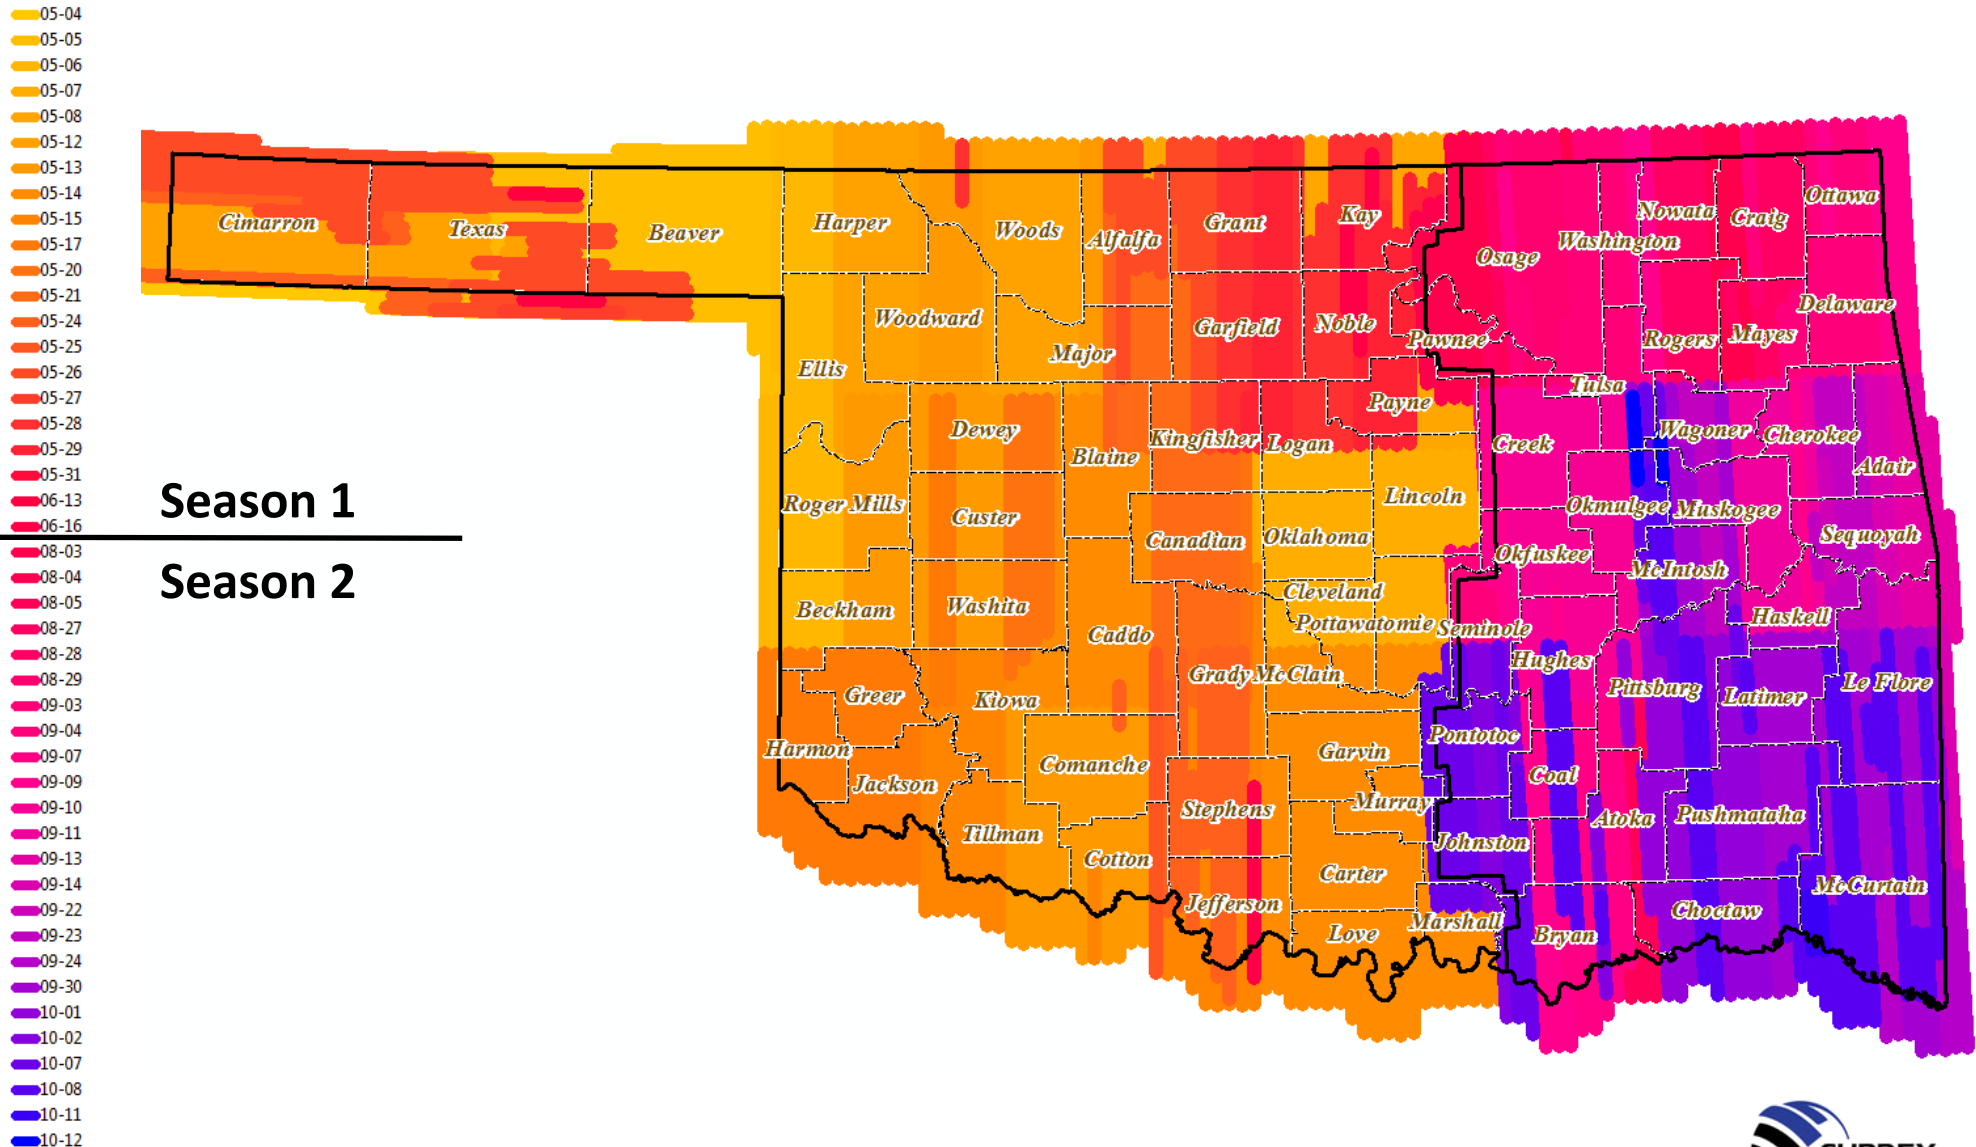 05-04
05-05
05-06
05-07
05-08
05-12
05-13
05-14
05-15
05-17
05-20
05-21
05-24
05-25
05-26
05-27
05-28
05-29
05-31
06-13
06-16
08-03
08-04
08-05
08-27
08-28
08-29
09-03
09-04
09-07
09-09
09-10
09-11
09-13
09-14
09-22
09-23
09-24
09-30
10-01
10-02
10-07
10-08
10-11
10-12
Season 1
Season 2
Cimarron
Texas
Beaver
Harper
Woods
Alfalfa
Grant
Kay
Osage
Washington
Nowata
Craig
Ottawa
Ellis
Woodward
Major
Garfield
Noble
Pawnee
Rogers
Mayes
Delaware
Tulsa
Roger Mills
Dewey
Blaine
Kingfisher
Logan
Payne
Creek
Wagoner
Cherokee
Adair
Custer
Canadian
Oklahoma
Lincoln
Okmulgee
Muskogee
Sequoyah
Okfuskee
McIntosh
Beckham
Washita
Caddo
Cleveland
Pottawatomie
Seminole
Haskell
Hughes
Greer
Kiowa
Grady
McClain
Pittsburg
Latimer
Le Flore
Harmon
Jackson
Comanche
Garvin
Pontotoc
Coal
Tillman
Stephens
Murray
Johnston
Atoka
Pushmataha
Cotton
Carter
McCurtain
Jefferson
Love
Marshall
Bryan
Choctaw